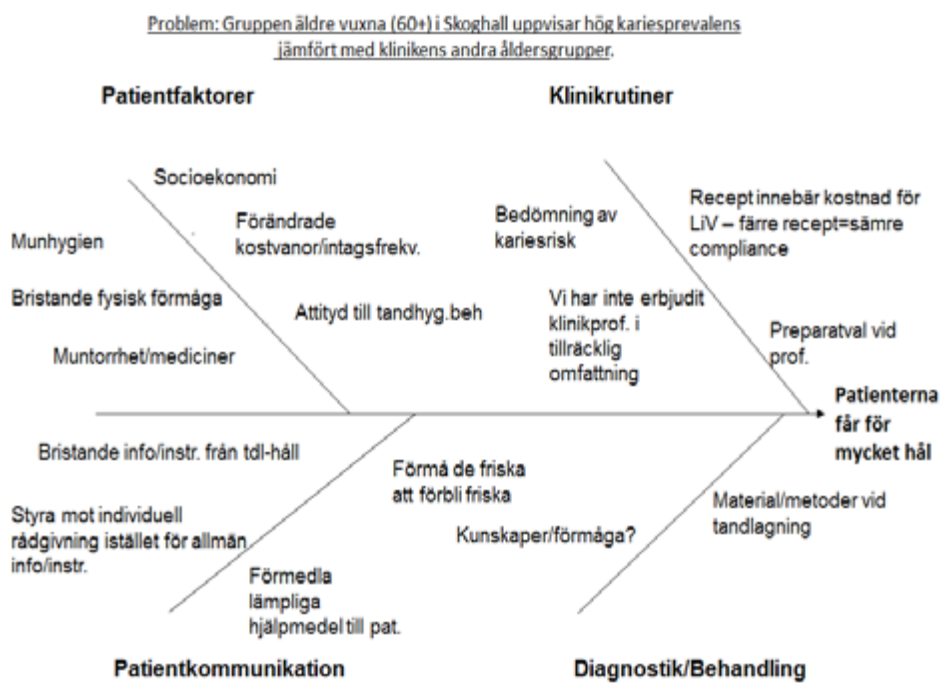 Problem: Gruppen äldre vuxna (60+) i Skoghall uppvisar hög kariesprevalens
jämfört med klinikens andra åldersgrupper.
Patientfaktorer
Klinikrutiner
Socioekonomi
Förändrade
kostvanor/intagsfrekv.
Munhygien
Bristande fysisk förmåga
Attityd till tandhyg.beh
Muntorrhet/mediciner
Bedömning av
kariesrisk
Recept innebär kostnad för
LiV – färre recept=sämre
compliance
Vi har inte erbjudit
klinikprof. i
tillräcklig
omfattning
Preparatval vid
prof.
Patienterna
får för
mycket hål
Bristande info/instr. från tdl-håll
Förmå de friska
att förbli friska
Styra mot individuell
rådgivning istället för allmän
info/instr.
Kunskaper/förmåga?
Material/metoder vid
tandlagning
Förmedla
lämpliga
hjälpmedel till pat.
Patientkommunikation
Diagnostik/Behandling